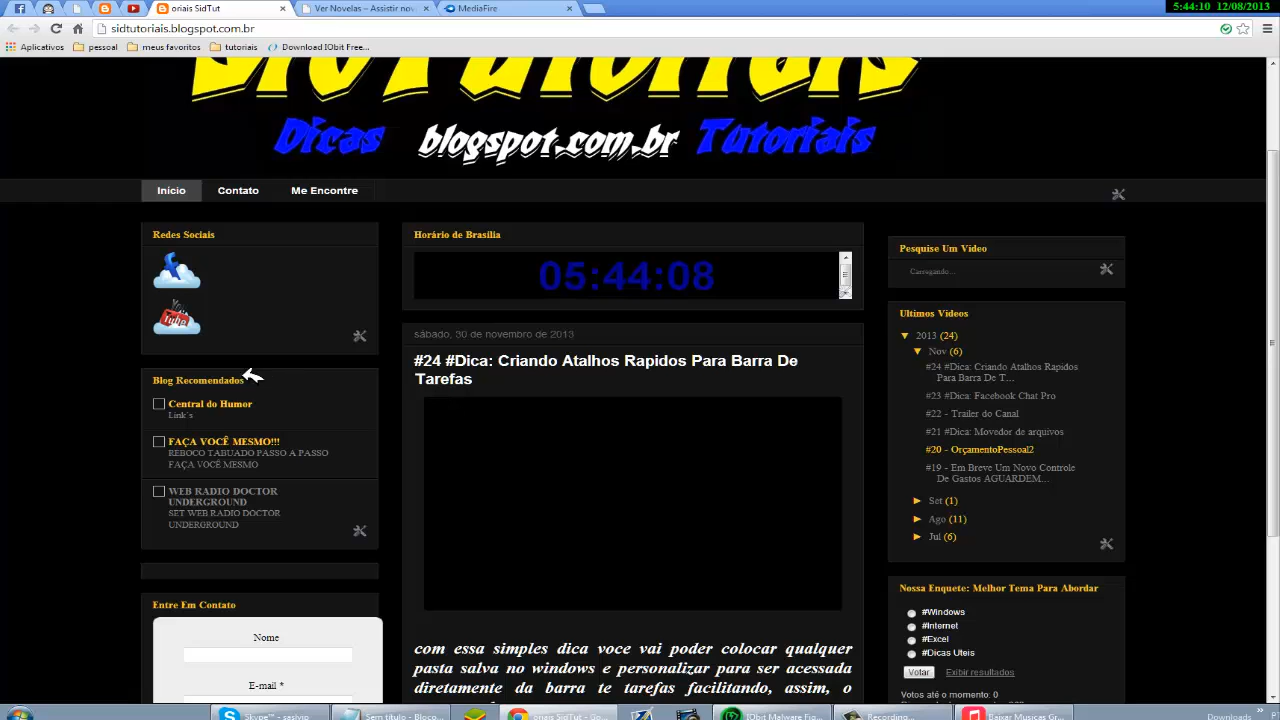 oriais SidTut
Ver Novelas – Assistir nov
MediaFire
5:44:10 12/08/2013
sidtutoriais.blogspot.com.br
Aplicativos
pessoal
meus favoritos
tutoriais
Download IObit Free...
SidTutoriais
Dicas blogspot.com.br Tutoriais
Início
Contato
Me Encontre
Redes Sociais
You
Tube
Blog Recomendados
Central do Humor
Link´s
FAÇA VOCÊ MESMO!!!
REBOCO TABUADO PASSO A PASSO
FAÇA VOCÊ MESMO
WEB RADIO DOCTOR
UNDERGROUND
SET WEB RADIO DOCTOR
UNDERGROUND
Entre Em Contato
Nome
E-mail *
Horário de Brasilia
05:44:08
sábado, 30 de novembro de 2013
#24 #Dica: Criando Atalhos Rapidos Para Barra De
Tarefas
com essa simples dica voce vai poder colocar qualquer
pasta salva no windows e personalizar para ser acessada
diretamente da barra te tarefas facilitando, assim, o
Pesquise Um Video
Carregando...
Ultimos Videos
▼ 2013 (24)
▼ Nov (6)
#24 #Dica: Criando Atalhos Rapidos
Para Barra De T...
#23 #Dica: Facebook Chat Pro
#22 - Trailer do Canal
#21 #Dica: Movedor de arquivos
#20 - OrçamentoPessoal2
#19 - Em Breve Um Novo Controle
De Gastos AGUARDEM...
► Set (1)
► Ago (11)
► Jul (6)
Nossa Enquete: Melhor Tema Para Abordar
#Windows
#Internet
#Excel
#Dicas Uteis
Votar
Exibir resultados
Votos até o momento: 0
Skype™ - sasivip
Sem título - Bloco...
oriais SidTut - Go...
IObit Malware Fig...
Recording...
Baixar Musicas Gr...
Downloads